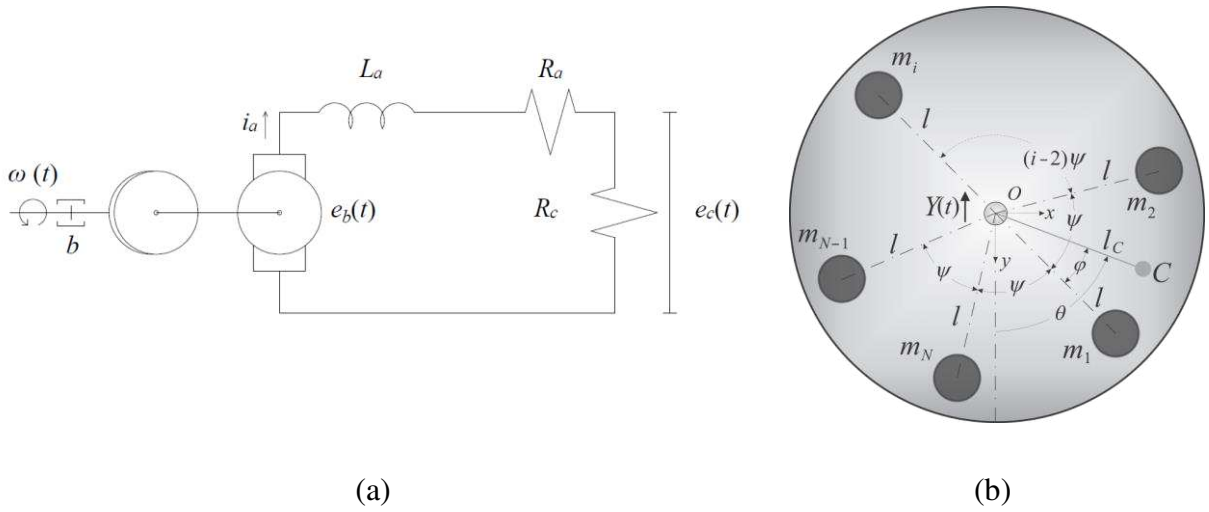 L_a
R_a
i_a
ω (t)
b
e_b(t)
R_c
e_c(t)
(a)
m_i
l
(i-2)ψ
l
m_2
O
Y(t)
x
ψ
l_C
C
m_{N-1}
l
y
φ
ψ
ψ
θ
l
l
m_N
m_1
(b)